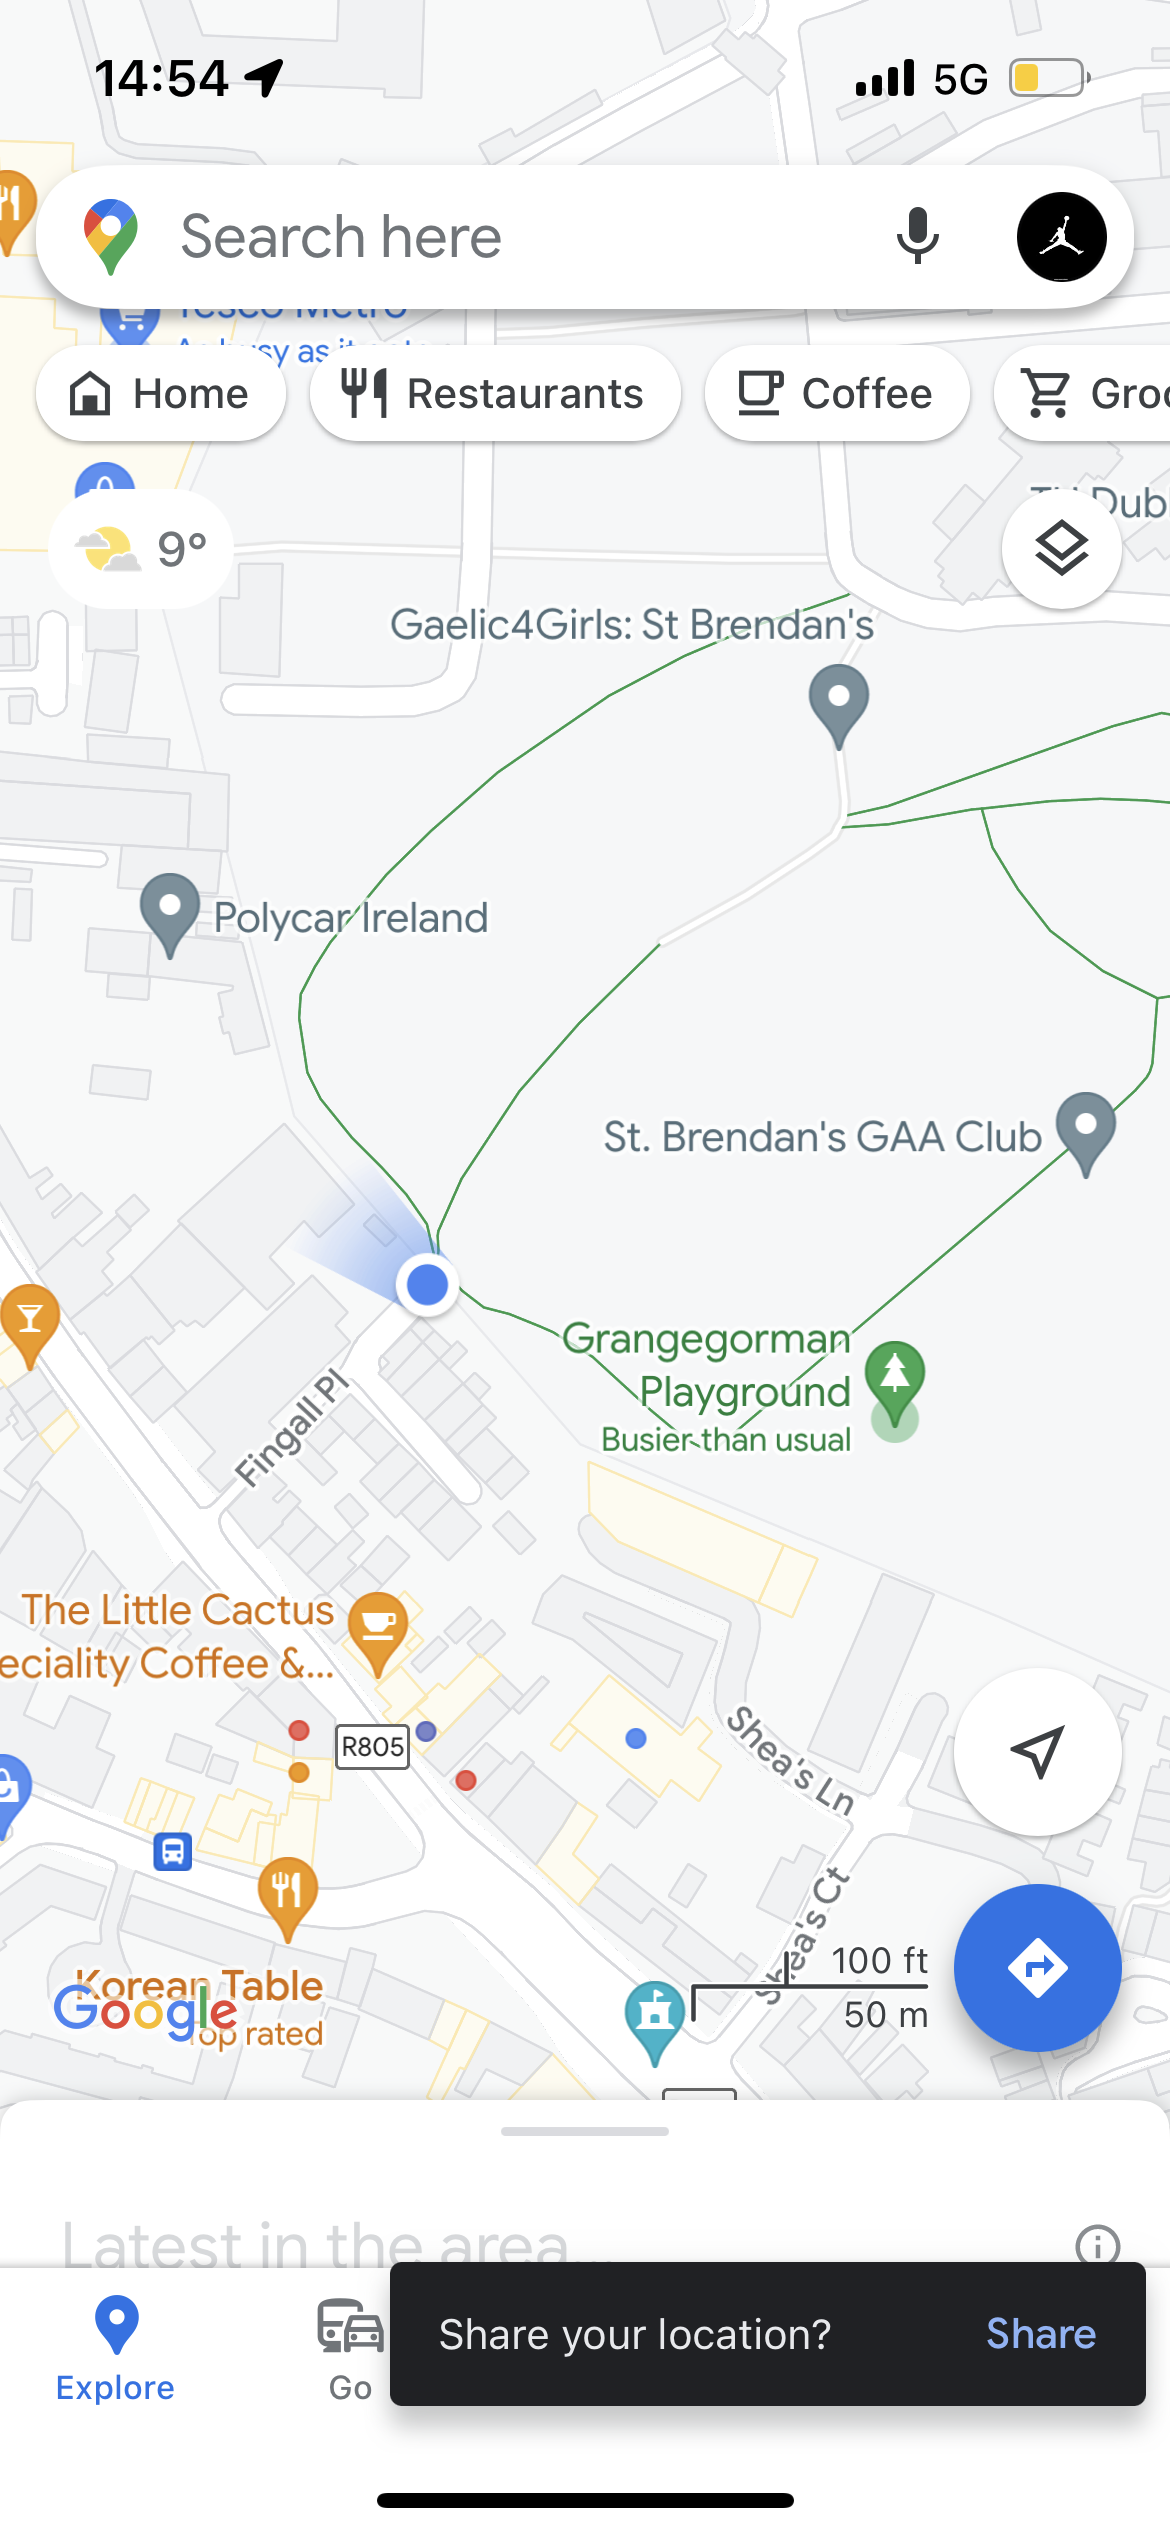 14:54
5G
Search here
Tesco Metro
As busy as it gets
Home
Restaurants
Coffee
Groc
TU Dubl
9°
Gaelic4Girls: St Brendan's
Polycar Ireland
St. Brendan's GAA Club
Grangegorman
Playground
Busier than usual
Fingall Pl
The Little Cactus
eciality Coffee &...
R805
Shea's Ln
Shea's Ct
100 ft
50 m
Korean Table
Top rated
Google
Latest in the area...
Share your location?
Share
Explore
Go